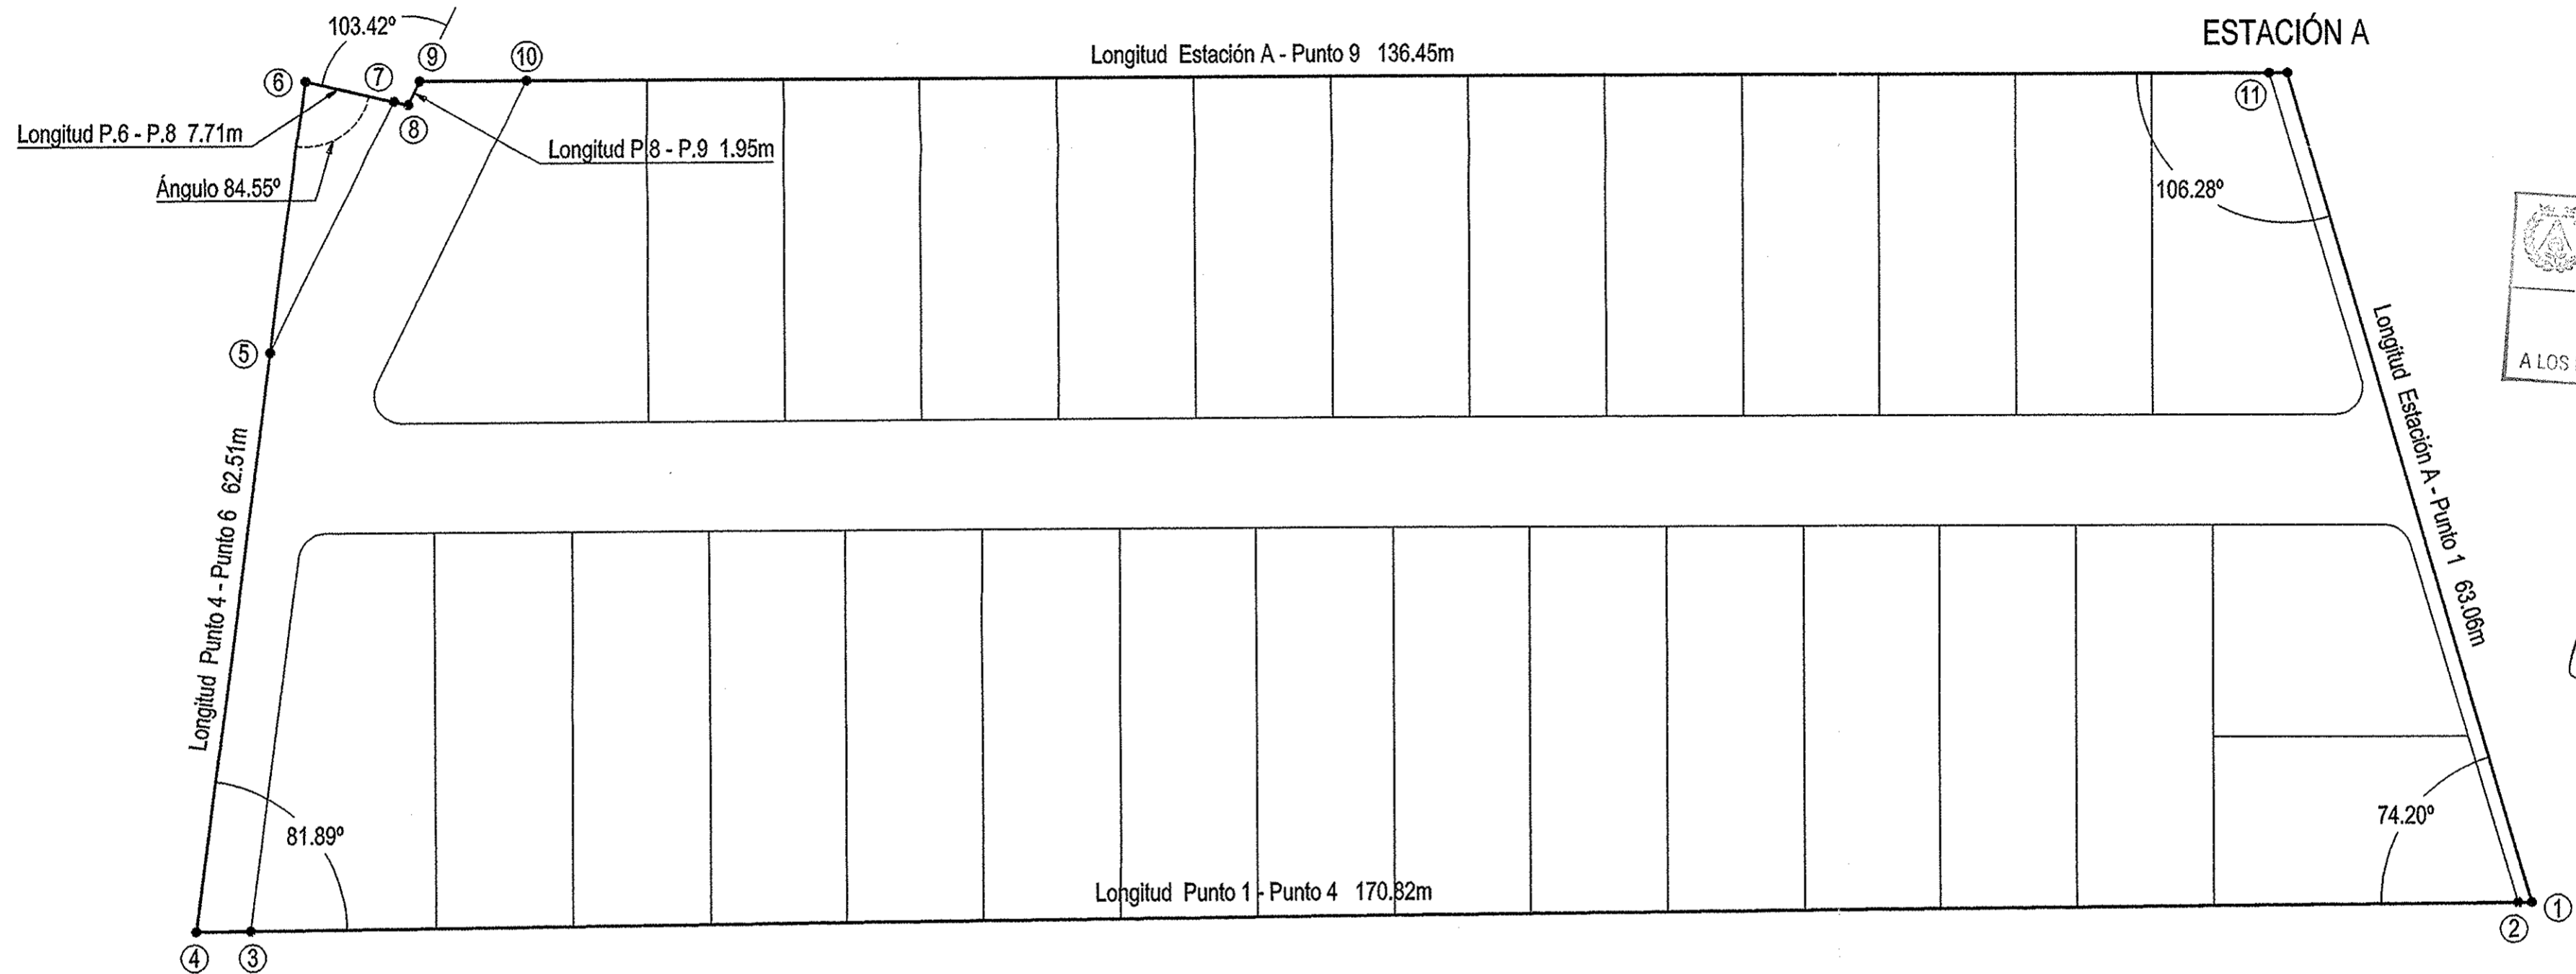 103.42º
ESTACIÓN A
⑨
⑩
Longitud Estación A - Punto 9 136.45m
⑥
⑦
⑪
⑧
Longitud P.6 - P.8 7.71m
Longitud P.8 - P.9 1.95m
Ángulo 84.55º
106.28º
⑤
A LOS
Longitud Estación A - Punto 1 63.06m
Longitud Punto 4 - Punto 6 62.51m
81.89º
74.20º
Longitud Punto 1 - Punto 4 170.82m
④
③
②
①